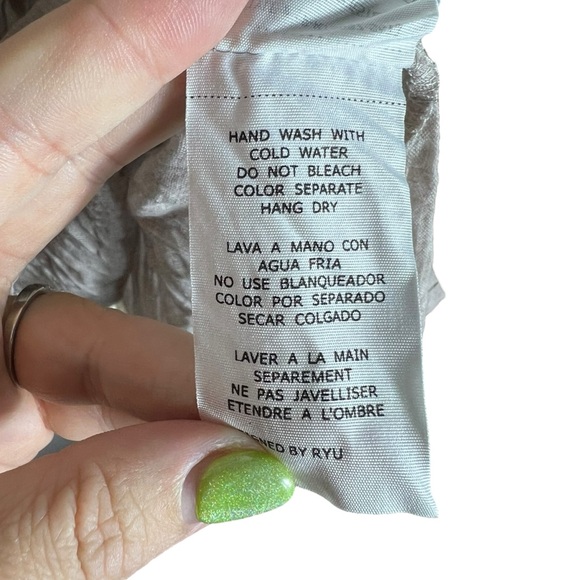 HAND WASH WITH
COLD WATER
DO NOT BLEACH
COLOR SEPARATE
HANG DRY
LAVA A MANO CON
AGUA FRIA
NO USE BLANQUEADOR
COLOR POR SEPARADO
SECAR COLGADO
LAVER A LA MAIN
SEPAREMENT
NE PAS JAVELLISER
ETENDRE A L'OMBRE
BY RYU